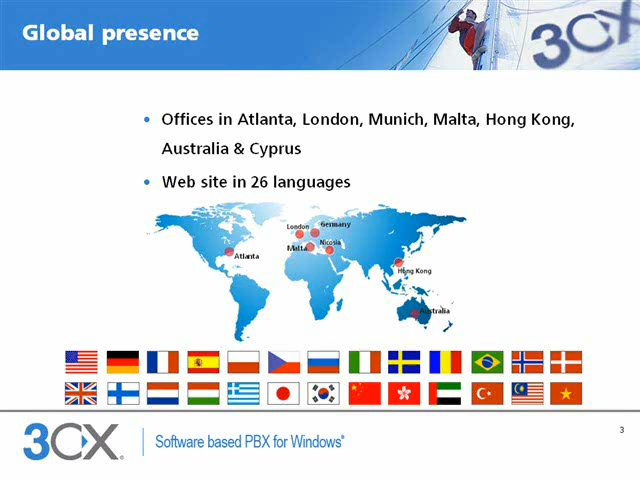 Global presence
3CX
• Offices in Atlanta, London, Munich, Malta, Hong Kong,
Australia & Cyprus
• Web site in 26 languages
London
Germany
Malta
Nicosia
Atlanta
Hong Kong
Australia
3CX®
Software based PBX for Windows®
3